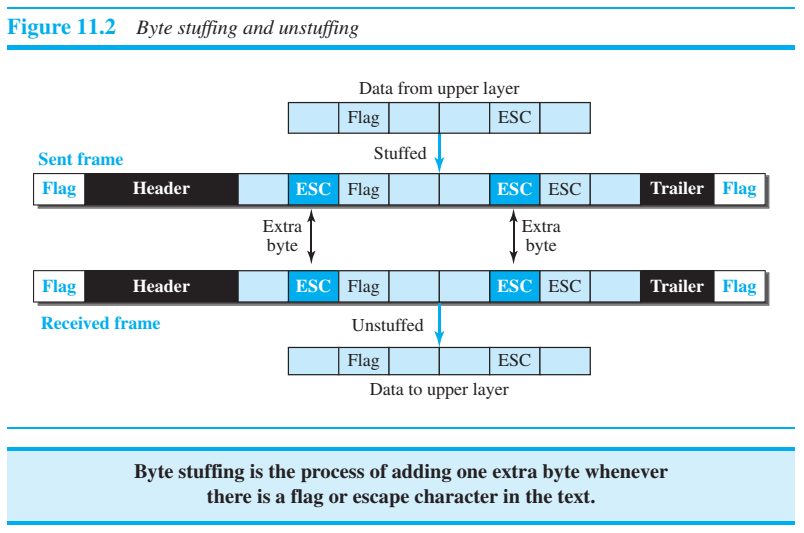 Figure 11.2 Byte stuffing and unstuffing
Data from upper layer
Flag ESC
Stuffed
Sent frame
Flag Header ESC Flag ESC ESC Trailer Flag
Extra byte
Extra byte
Flag Header ESC Flag ESC ESC Trailer Flag
Received frame
Unstuffed
Flag ESC
Data to upper layer
Byte stuffing is the process of adding one extra byte whenever
there is a flag or escape character in the text.